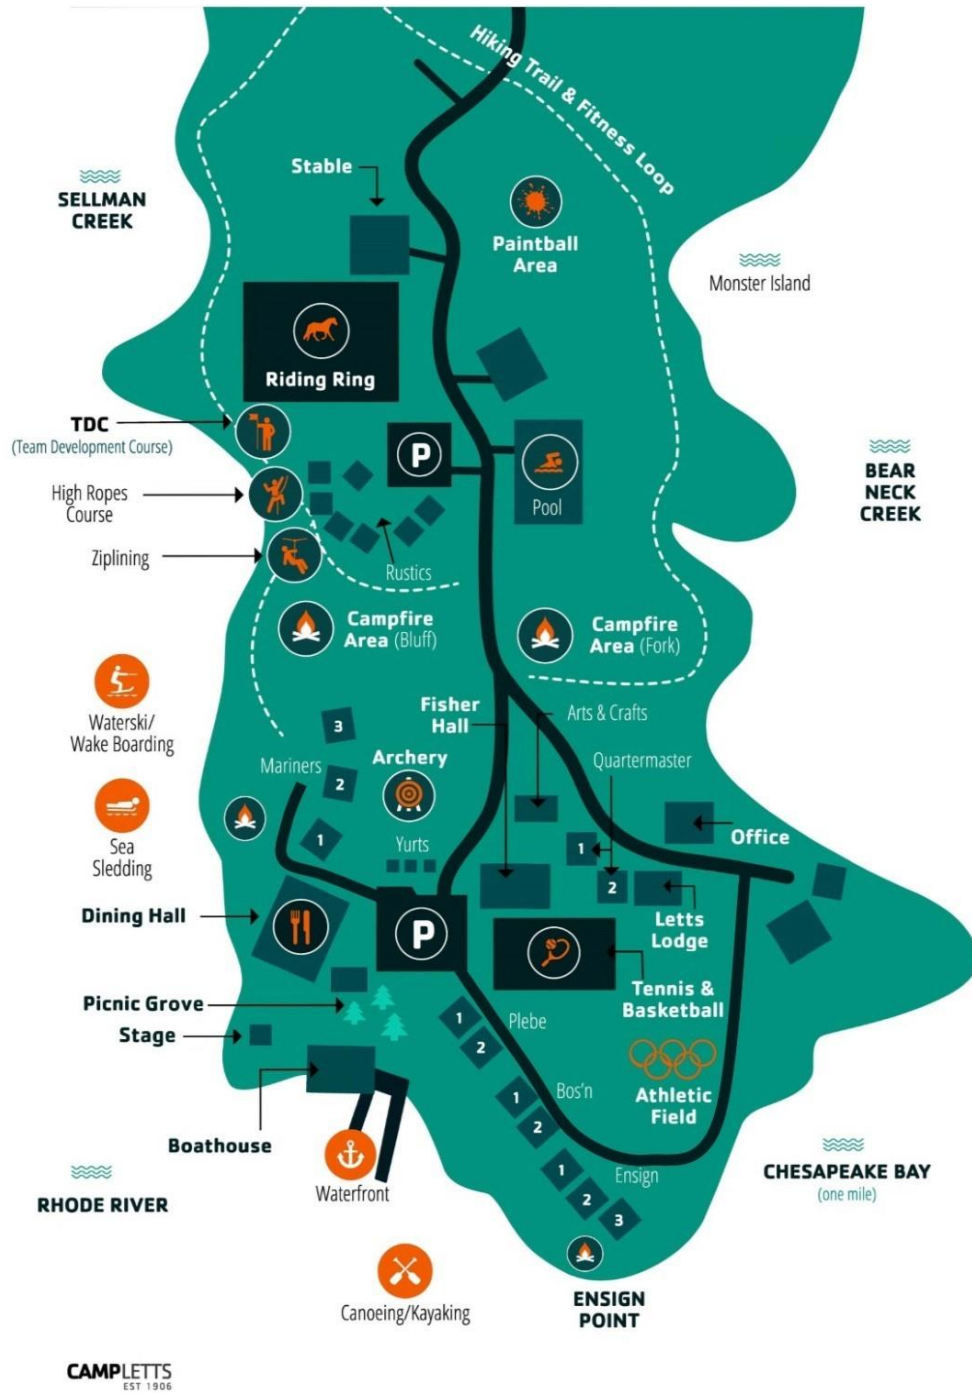 Hiking Trail & Fitness Loop
Stable
SELLMAN
CREEK
Paintball
Area
Monster Island
Riding Ring
TDC
(Team Development Course)
P
BEAR
NECK
CREEK
High Ropes
Course
Pool
Ziplining
Rustics
Campfire
Area (Bluff)
Campfire
Area (Fork)
Fisher
Hall
Arts & Crafts
Waterski/
Wake Boarding
3
Mariners
Archery
Quartermaster
2
Sea
Sledding
1
Yurts
1
Office
2
Dining Hall
P
Letts
Lodge
Tennis &
Basketball
Picnic Grove
Stage
1
Plebe
2
Bos'n
1
2
Athletic
Field
Boathouse
1
Ensign
2
3
Waterfront
RHODE RIVER
CHESAPEAKE BAY
(one mile)
Canoeing/Kayaking
ENSIGN
POINT
CAMPLETTS
EST 1906